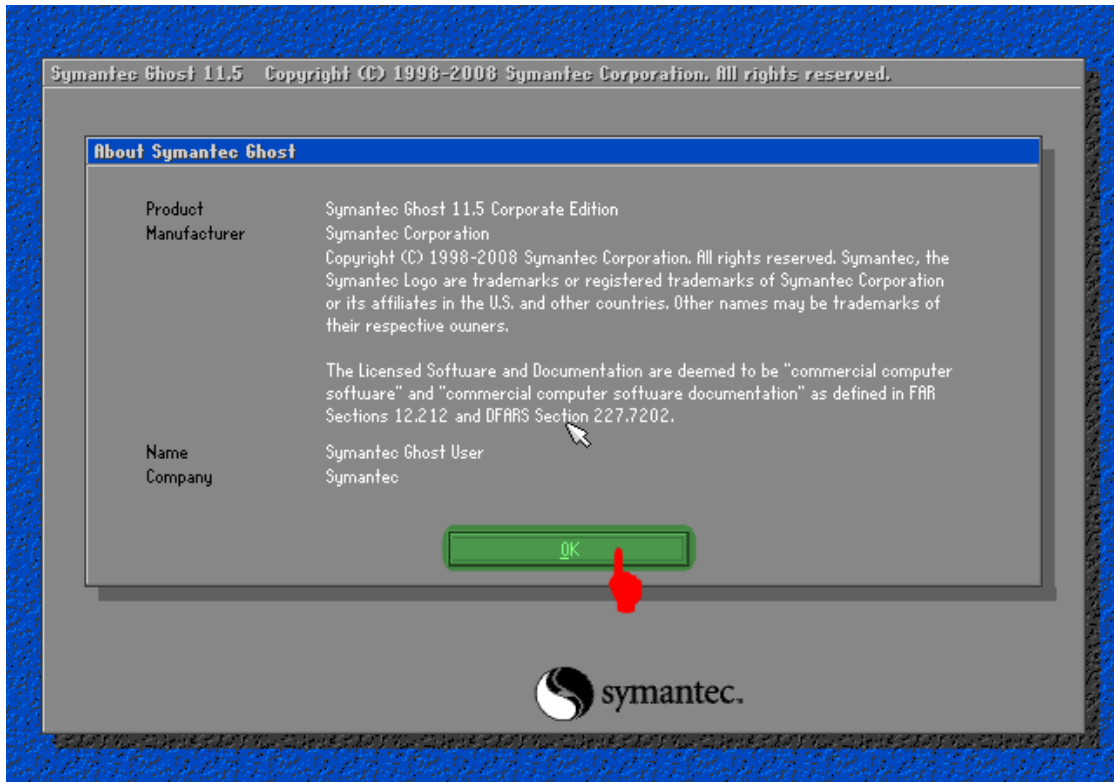 Symantec Ghost 11.5   Copyright (C) 1998-2008 Symantec Corporation. All rights reserved.
About Symantec Ghost
Product Symantec Ghost 11.5 Corporate Edition
Manufacturer Symantec Corporation
Copyright (C) 1998-2008 Symantec Corporation. All rights reserved. Symantec, the
Symantec Logo are trademarks or registered trademarks of Symantec Corporation
or its affiliates in the U.S. and other countries. Other names may be trademarks of
their respective owners.
The Licensed Software and Documentation are deemed to be "commercial computer
software" and "commercial computer software documentation" as defined in FAR
Sections 12.212 and DFARS Section 227.7202.
Name Symantec Ghost User
Company Symantec
OK
symantec.